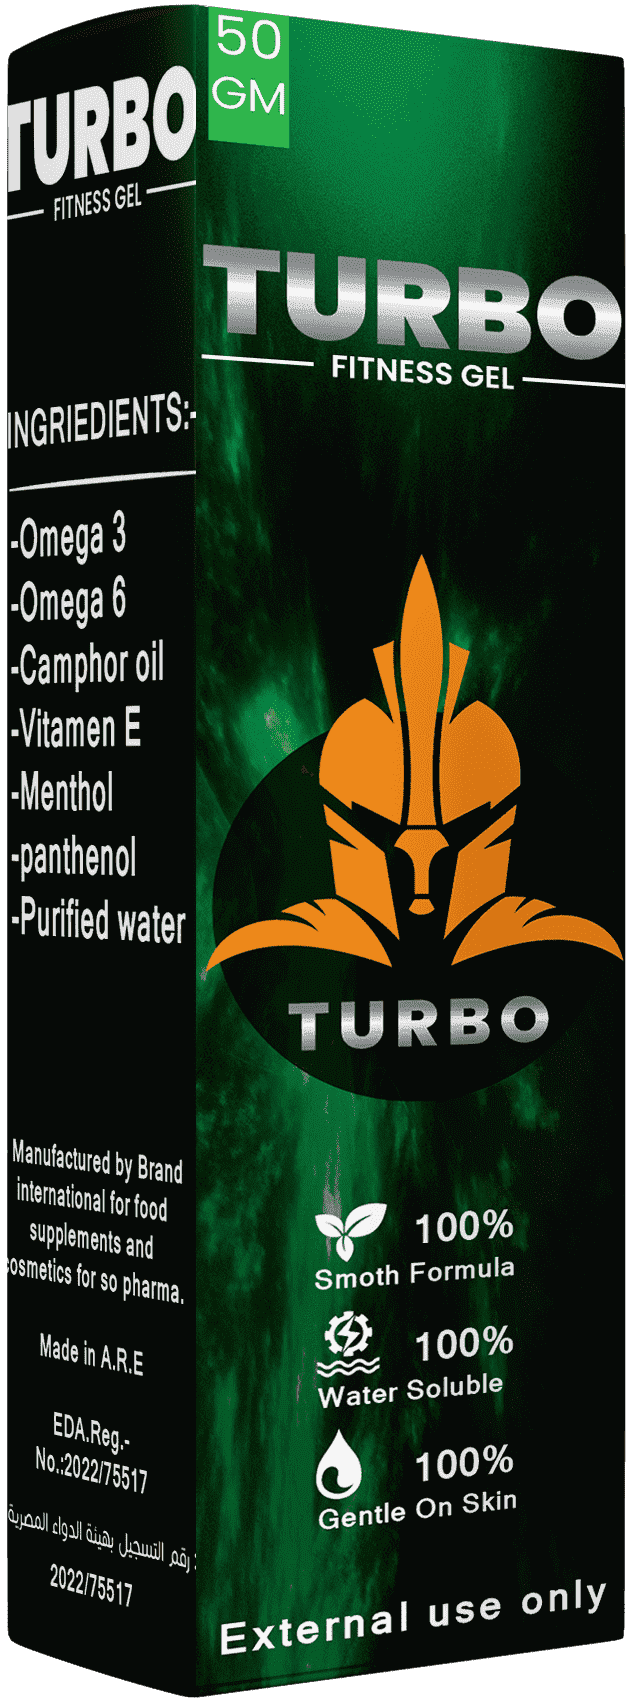 50
GM
TURBO
FITNESS GEL
TURBO
100%
Smoth Formula
100%
Water Soluble
100%
Gentle On Skin
External use only
TURBO
FITNESS GEL
INGRIEDIENTS:-
-Omega 3
-Omega 6
-Camphor oil
-Vitamen E
-Menthol
-panthenol
-Purified water
Manufactured by Brand
international for food
supplements and
cosmetics for so pharma.
Made in A.R.E
EDA.Reg.-
No.:2022/75517
رقم التسجيل بهيئة الدواء المصرية :
2022/75517